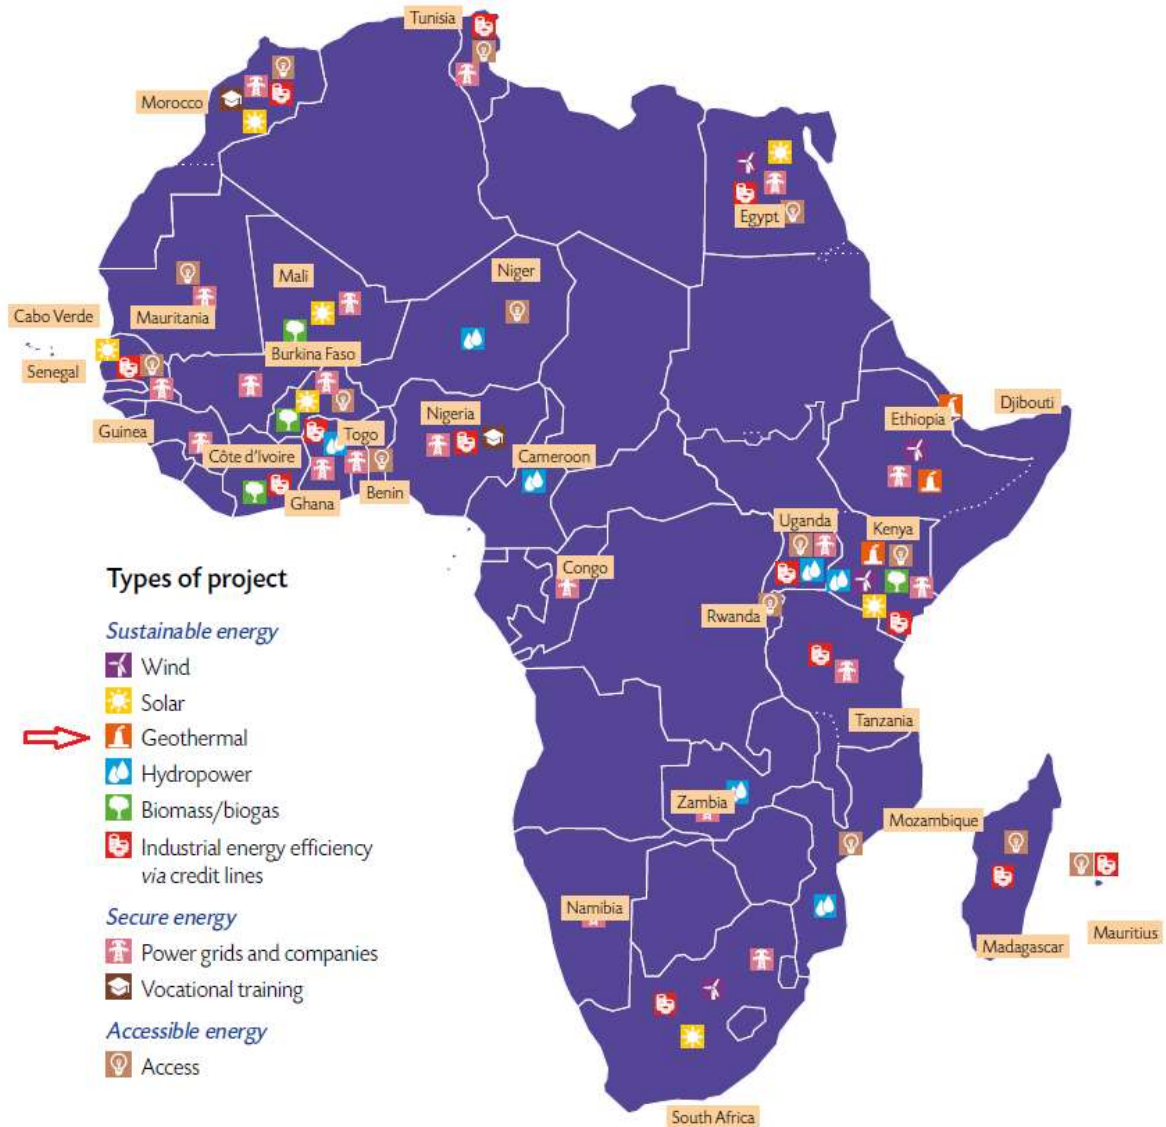 Tunisia
Morocco
Egypt
Niger
Mali
Mauritania
Cabo Verde
Burkina Faso
Senegal
Djibouti
Nigeria
Ethiopia
Guinea
Togo
Côte d'Ivoire
Cameroon
Benin
Ghana
Uganda
Kenya
Congo
Rwanda
Tanzania
Zambia
Mozambique
Namibia
Mauritius
Madagascar
South Africa
Types of project
Sustainable energy
Wind
Solar
Geothermal
Hydropower
Biomass/biogas
Industrial energy efficiency
via credit lines
Secure energy
Power grids and companies
Vocational training
Accessible energy
Access